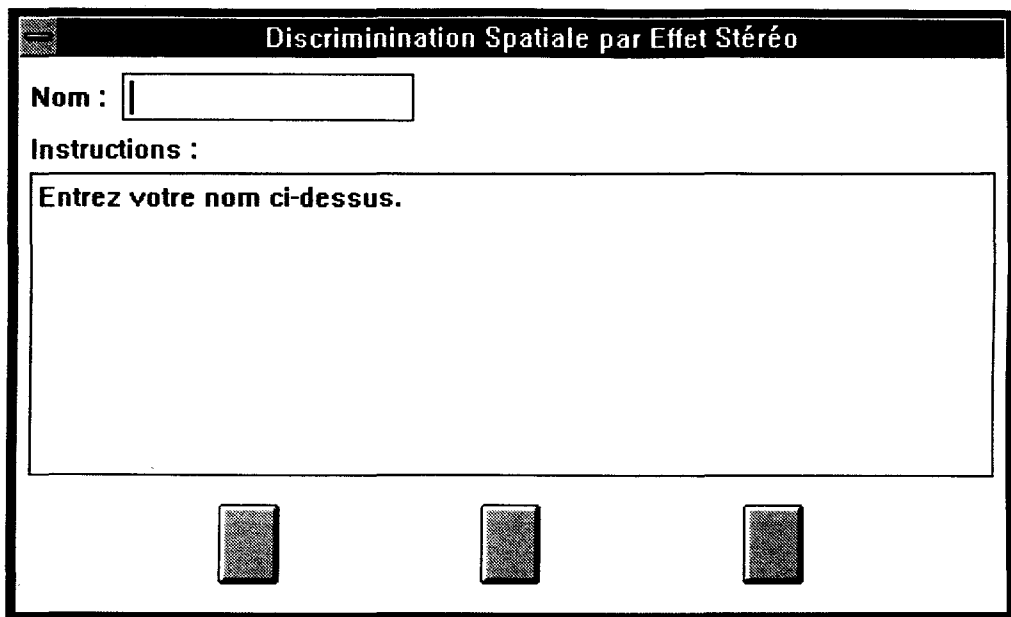 Discriminination Spatiale par Effet Stéréo
Nom :
Instructions :
Entrez votre nom ci-dessus.